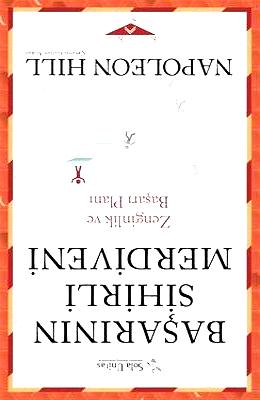 Sola Unitas
BAŞARININ
SİHİRLİ
MERDİVENİ
Zenginlik ve
Başarı Planı
NAPOLEON HILL